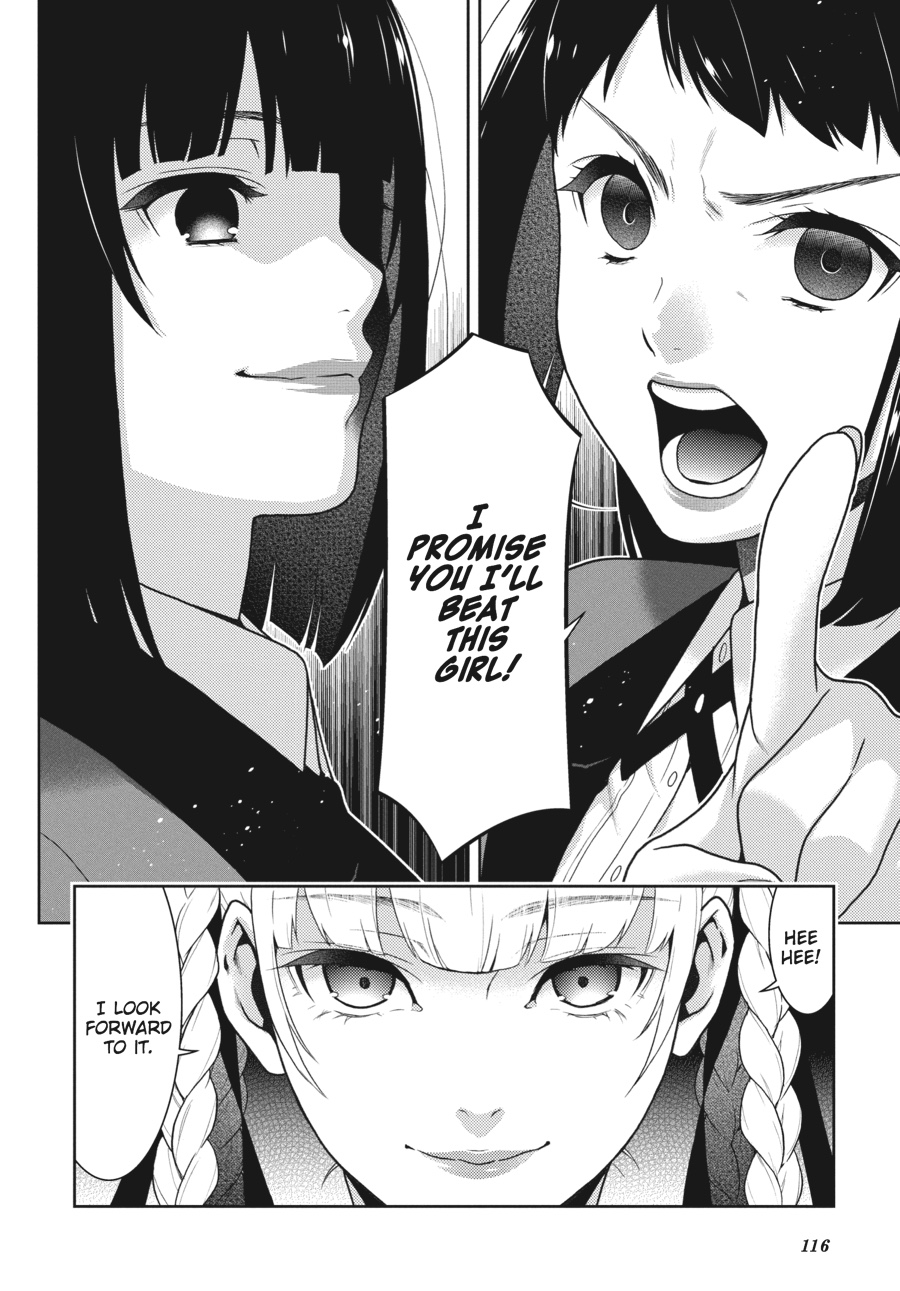 I
PROMISE
YOU I'LL
BEAT
THIS
GIRL!
HEE
HEE!
I LOOK
FORWARD
TO IT.
116